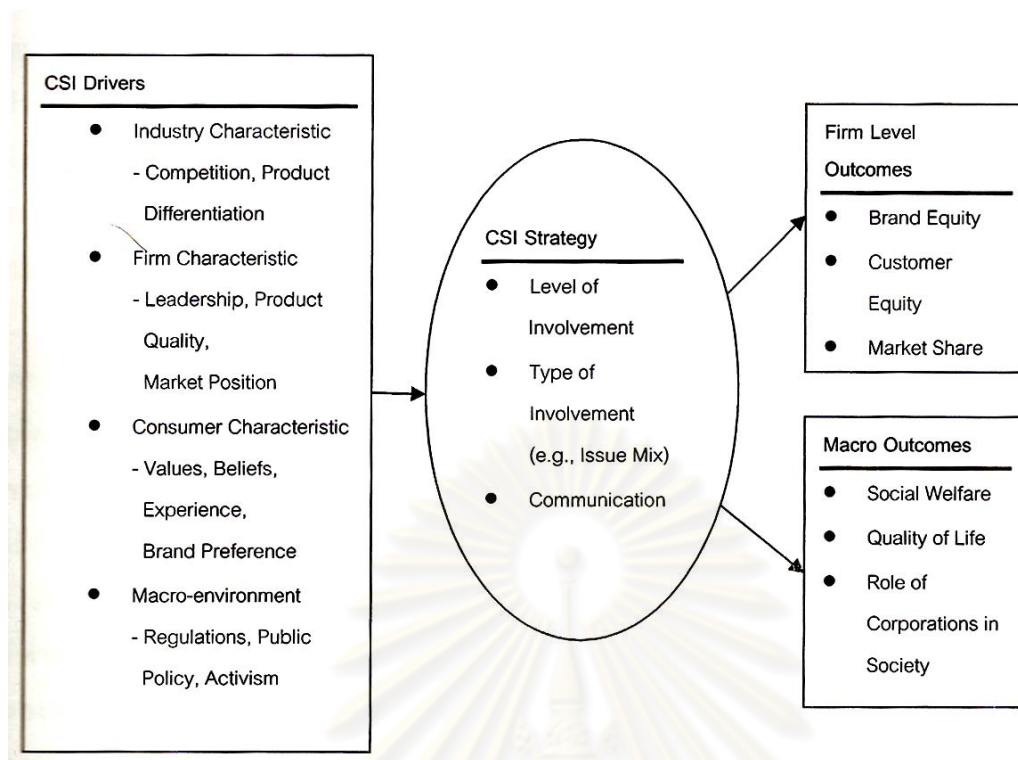 CSI Drivers
● Industry Characteristic
- Competition, Product
Differentiation
● Firm Characteristic
- Leadership, Product
Quality,
Market Position
● Consumer Characteristic
- Values, Beliefs,
Experience,
Brand Preference
● Macro-environment
- Regulations, Public
Policy, Activism
CSI Strategy
● Level of
Involvement
● Type of
Involvement
(e.g., Issue Mix)
● Communication
Firm Level
Outcomes
● Brand Equity
● Customer
Equity
● Market Share
Macro Outcomes
● Social Welfare
● Quality of Life
● Role of
Corporations in
Society